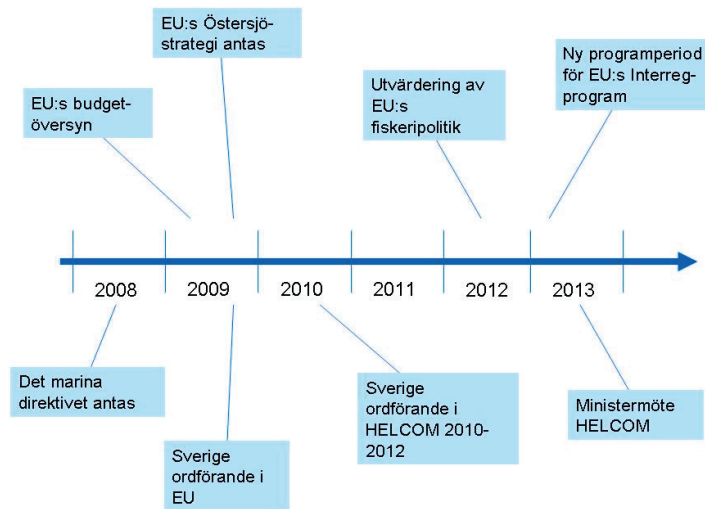 EU:s Östersjö-
strategi antas
Ny programperiod
för EU:s Interreg-
program
Utvärdering av
EU:s
fiskeripolitik
EU:s budget-
översyn
2008 2009 2010 2011 2012 2013
Det marina
direktivet antas
Sverige
ordförande i
EU
Sverige
ordförande i
HELCOM 2010-
2012
Ministermöte
HELCOM